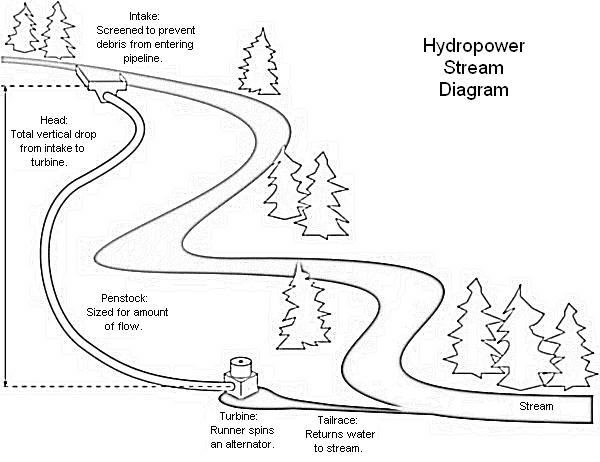 Intake:
Screened to prevent
debris from entering
pipeline.
Hydropower
Stream
Diagram
Head:
Total vertical drop
from intake to
turbine.
Penstock:
Sized for amount
of flow.
Stream
Turbine:
Runner spins
an alternator.
Tailrace:
Returns water
to stream.